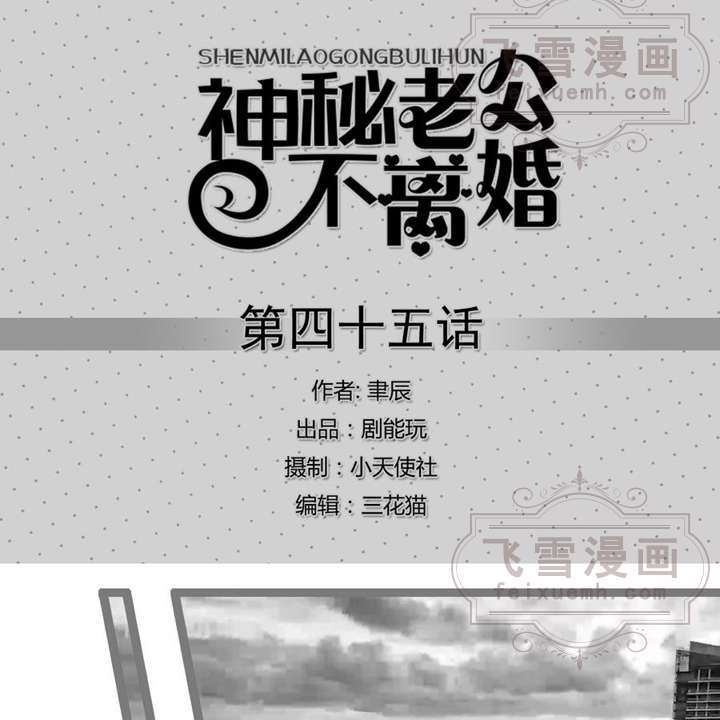 SHENMILAOGONGBULIHUN
神秘老公
不离婚
第四十五话
作者: 聿辰
出品：剧能玩
摄制：小天使社
编辑：三花猫
飞雪漫画
feixuemh.com
飞雪漫画
feixuemh.com